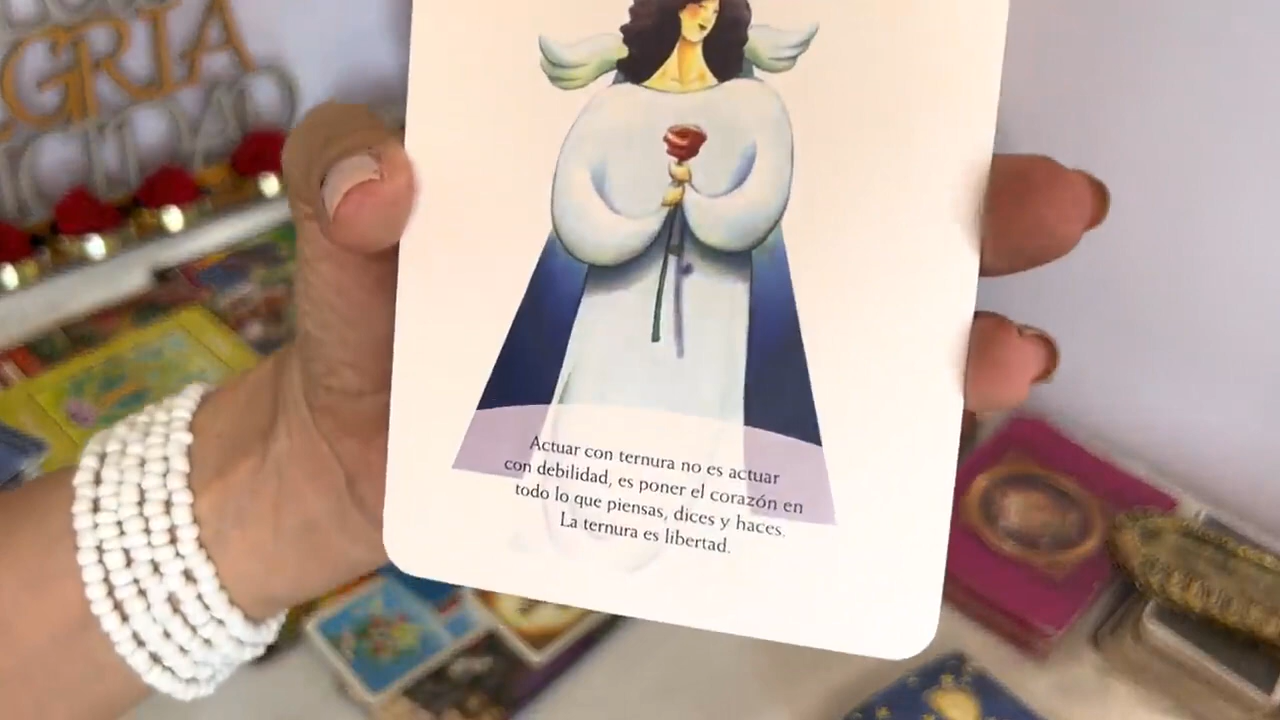 GRIA
Actuar con ternura no es actuar
con debilidad, es poner el corazón en
todo lo que piensas, dices y haces.
La ternura es libertad.